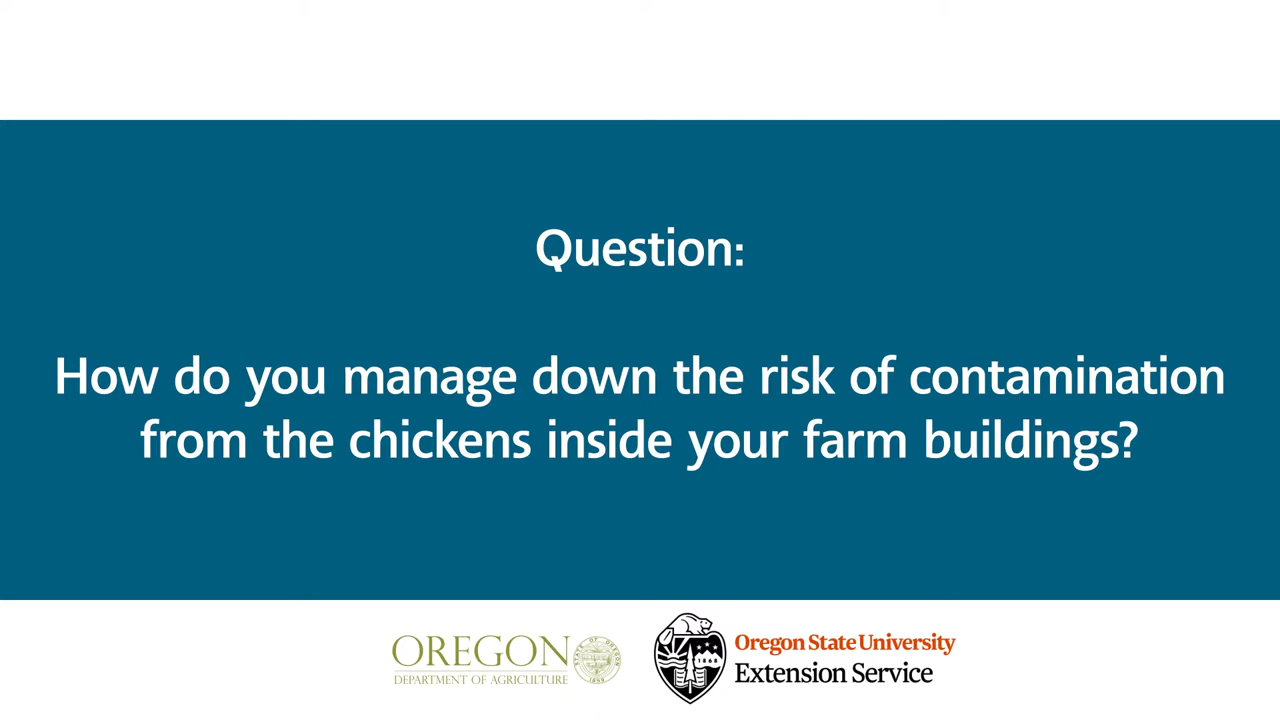 Question:
How do you manage down the risk of contamination
from the chickens inside your farm buildings?
OREGON
DEPARTMENT OF AGRICULTURE
Oregon State University
Extension Service
1868